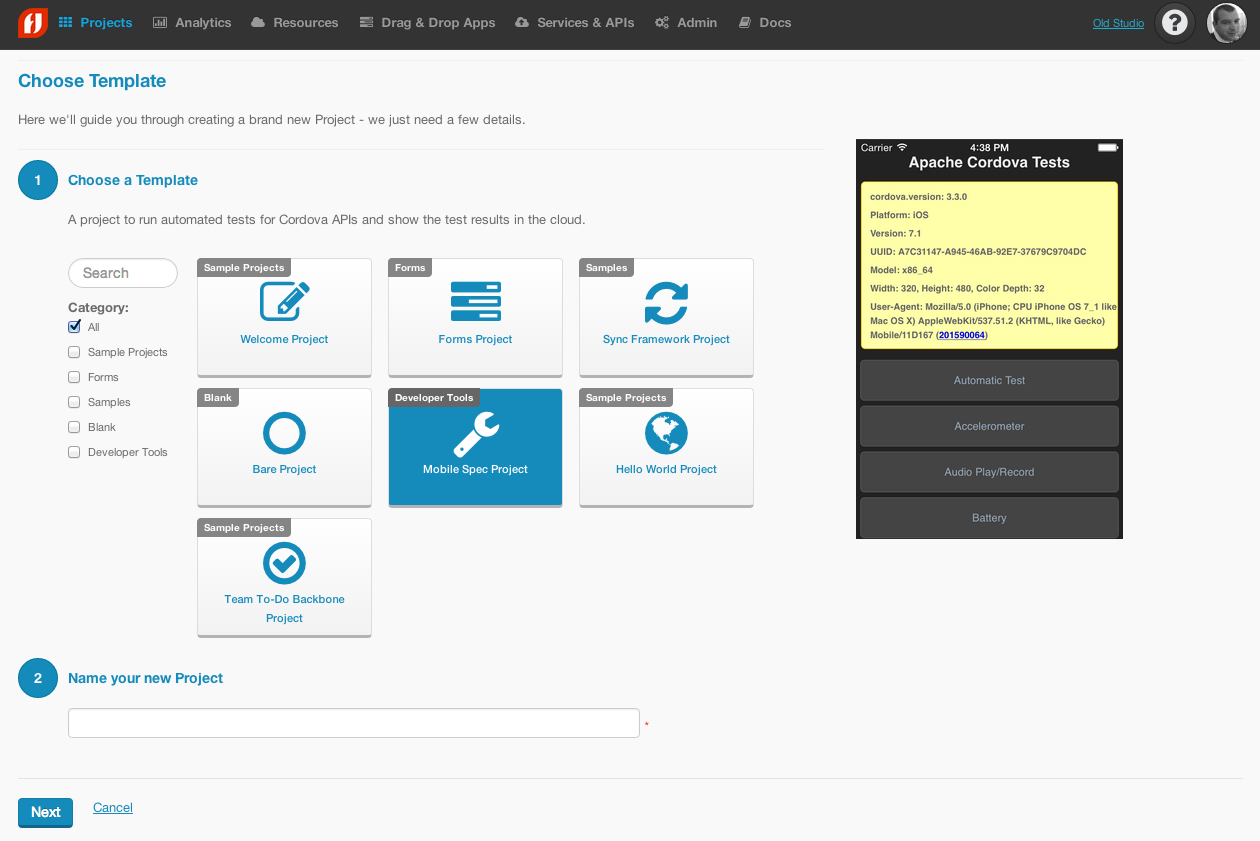 Projects Analytics Resources Drag & Drop Apps Services & APIs Admin Docs Old Studio ?
Choose Template
Here we'll guide you through creating a brand new Project - we just need a few details.
1 Choose a Template
A project to run automated tests for Cordova APIs and show the test results in the cloud.
Search
Category:
All
Sample Projects
Forms
Samples
Blank
Developer Tools
Sample Projects
Welcome Project
Forms
Forms Project
Samples
Sync Framework Project
Blank
Bare Project
Developer Tools
Mobile Spec Project
Sample Projects
Hello World Project
Sample Projects
Team To-Do Backbone
Project
Carrier 4:38 PM
Apache Cordova Tests
cordova.version: 3.3.0
Platform: iOS
Version: 7.1
UUID: A7C31147-A945-46AB-92E7-37679C9704DC
Model: x86_64
Width: 320, Height: 480, Color Depth: 32
User-Agent: Mozilla/5.0 (iPhone; CPU iPhone OS 7_1 like
Mac OS X) AppleWebKit/537.51.2 (KHTML, like Gecko)
Mobile/11D167 (201590064)
Automatic Test
Accelerometer
Audio Play/Record
Battery
2 Name your new Project
*
Next Cancel